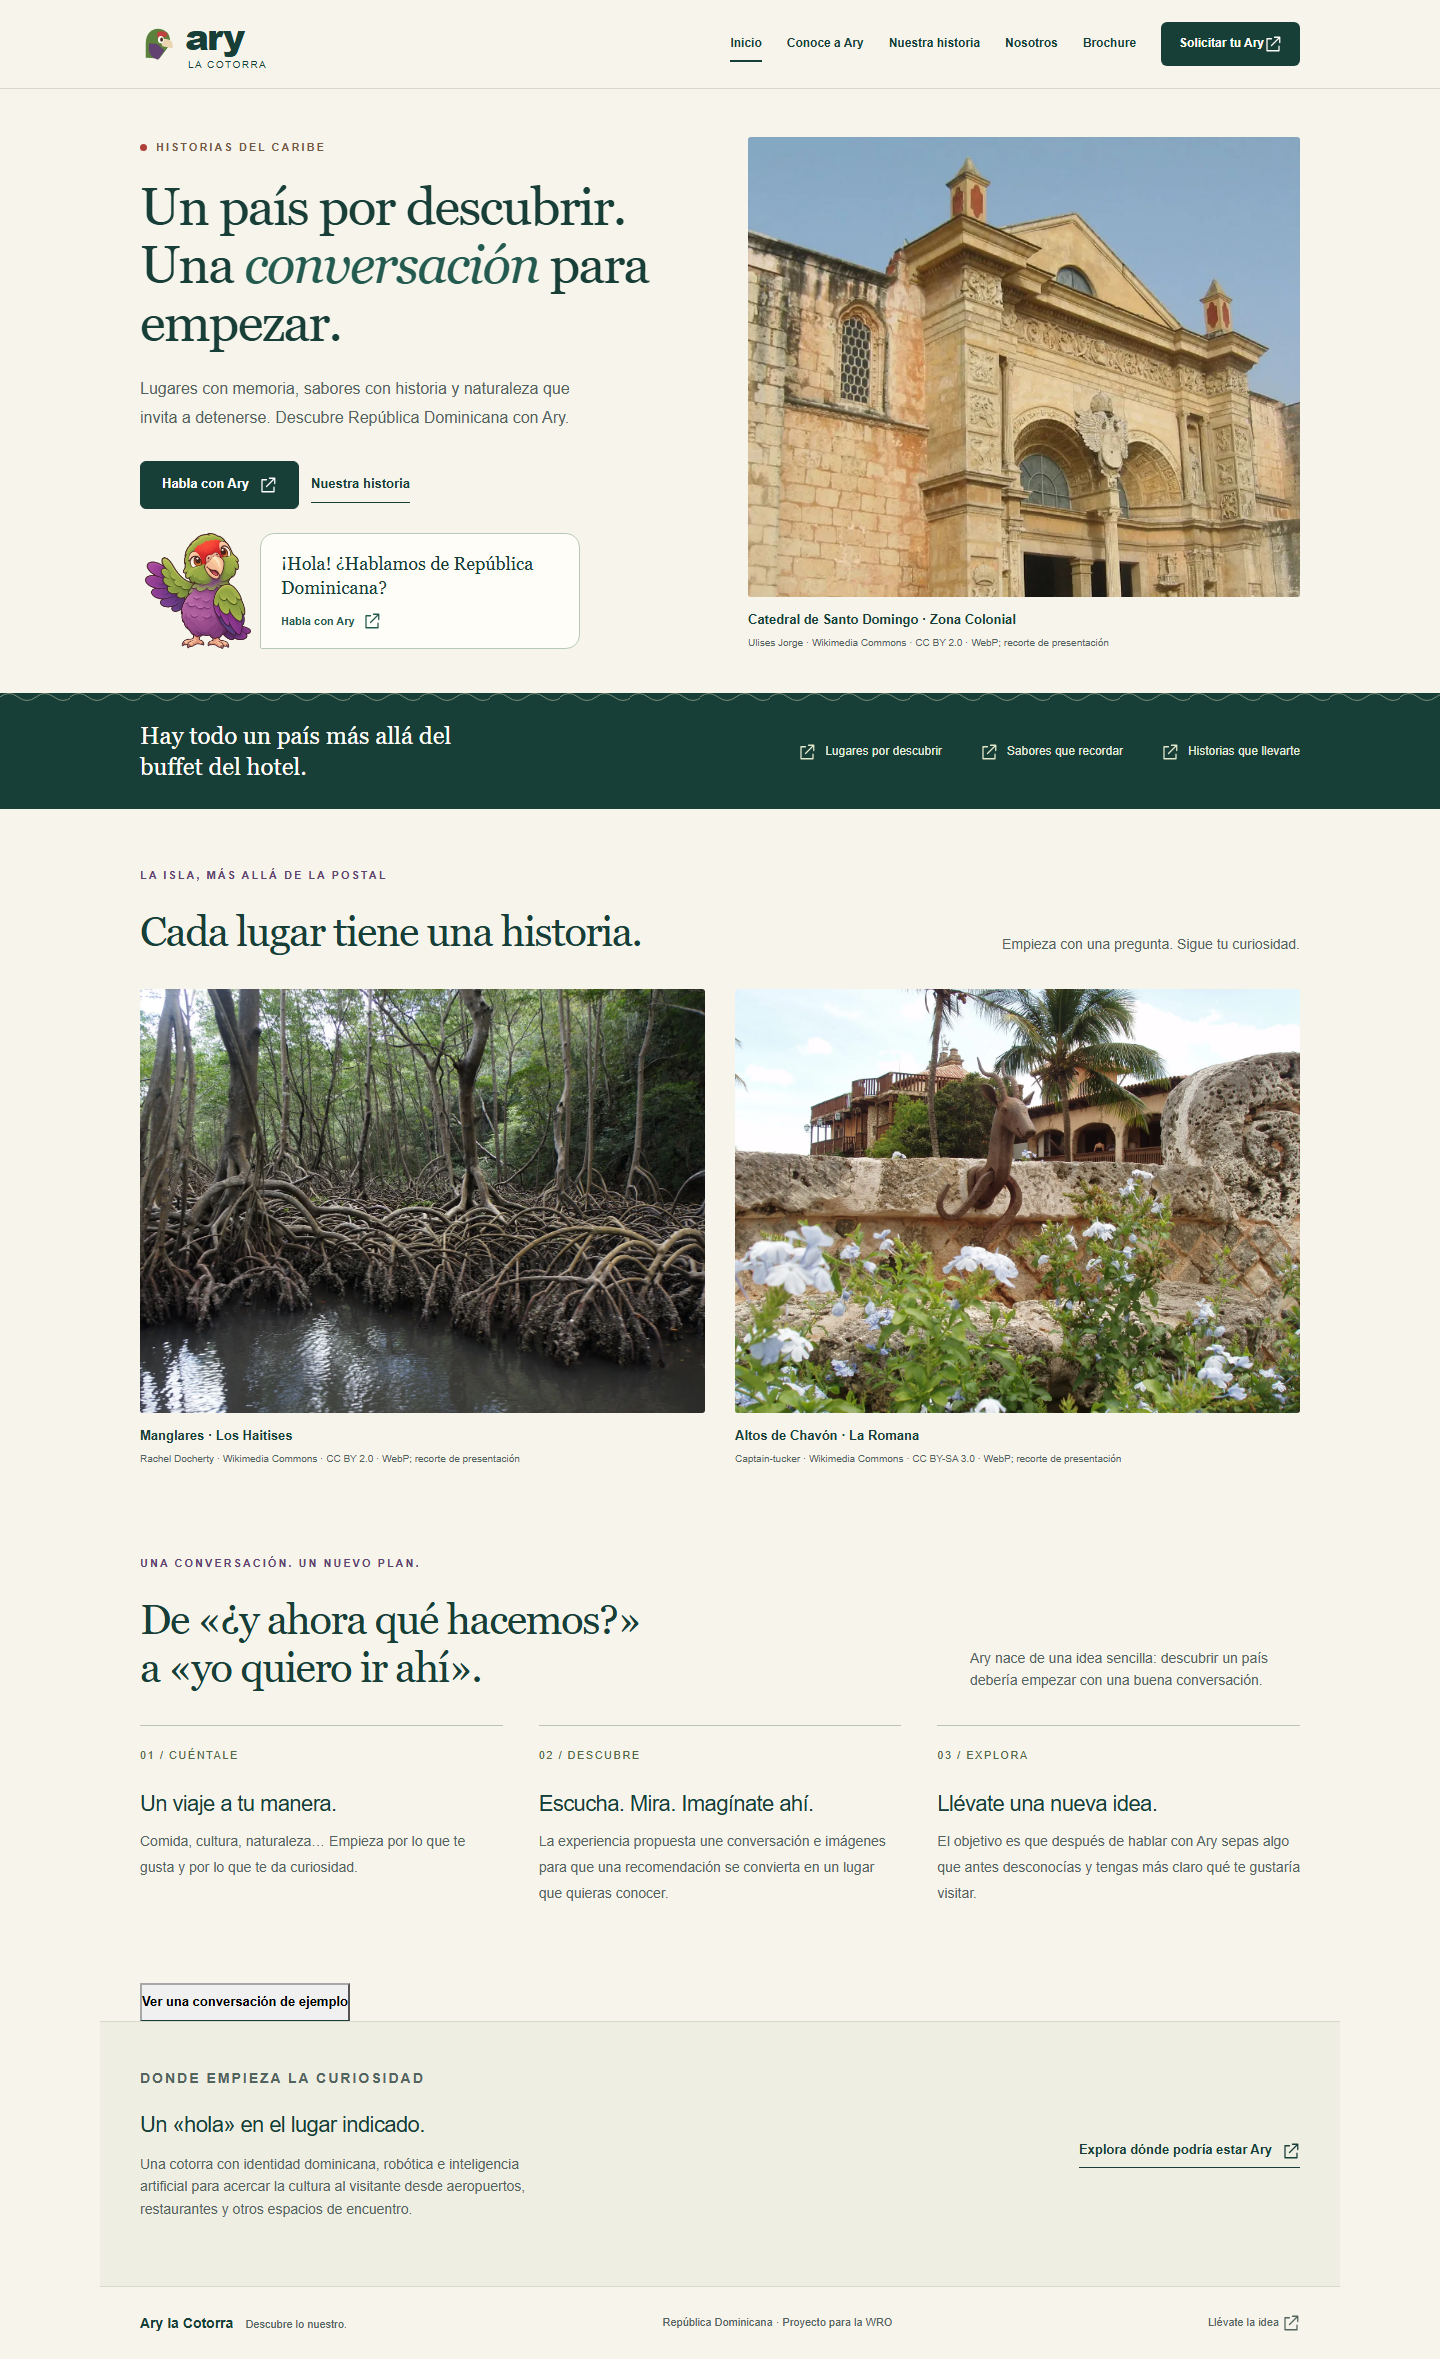 ary
LA COTORRA
Inicio
Conoce a Ary
Nuestra historia
Nosotros
Brochure
Solicitar tu Ary
HISTORIAS DEL CARIBE
Un país por descubrir.
Una conversación para
empezar.
Lugares con memoria, sabores con historia y naturaleza que
invita a detenerse. Descubre República Dominicana con Ary.
Habla con Ary
Nuestra historia
¡Hola! ¿Hablamos de República
Dominicana?
Habla con Ary
Catedral de Santo Domingo · Zona Colonial
Ulises Jorge · Wikimedia Commons · CC BY 2.0 · WebP; recorte de presentación
Hay todo un país más allá del
buffet del hotel.
Lugares por descubrir
Sabores que recordar
Historias que llevarte
LA ISLA, MÁS ALLÁ DE LA POSTAL
Cada lugar tiene una historia.
Empieza con una pregunta. Sigue tu curiosidad.
Manglares · Los Haitises
Rachel Docherty · Wikimedia Commons · CC BY 2.0 · WebP; recorte de presentación
Altos de Chavón · La Romana
Captain-tucker · Wikimedia Commons · CC BY-SA 3.0 · WebP; recorte de presentación
UNA CONVERSACIÓN. UN NUEVO PLAN.
De «¿y ahora qué hacemos?»
a «yo quiero ir ahí».
Ary nace de una idea sencilla: descubrir un país
debería empezar con una buena conversación.
01 / CUÉNTALE
Un viaje a tu manera.
Comida, cultura, naturaleza… Empieza por lo que te
gusta y por lo que te da curiosidad.
02 / DESCUBRE
Escucha. Mira. Imagínate ahí.
La experiencia propuesta une conversación e imágenes
para que una recomendación se convierta en un lugar
que quieras conocer.
03 / EXPLORA
Llévate una nueva idea.
El objetivo es que después de hablar con Ary sepas algo
que antes desconocías y tengas más claro qué te gustaría
visitar.
Ver una conversación de ejemplo
DONDE EMPIEZA LA CURIOSIDAD
Un «hola» en el lugar indicado.
Una cotorra con identidad dominicana, robótica e inteligencia
artificial para acercar la cultura al visitante desde aeropuertos,
restaurantes y otros espacios de encuentro.
Explora dónde podría estar Ary
Ary la Cotorra
Descubre lo nuestro.
República Dominicana · Proyecto para la WRO
Llévate la idea